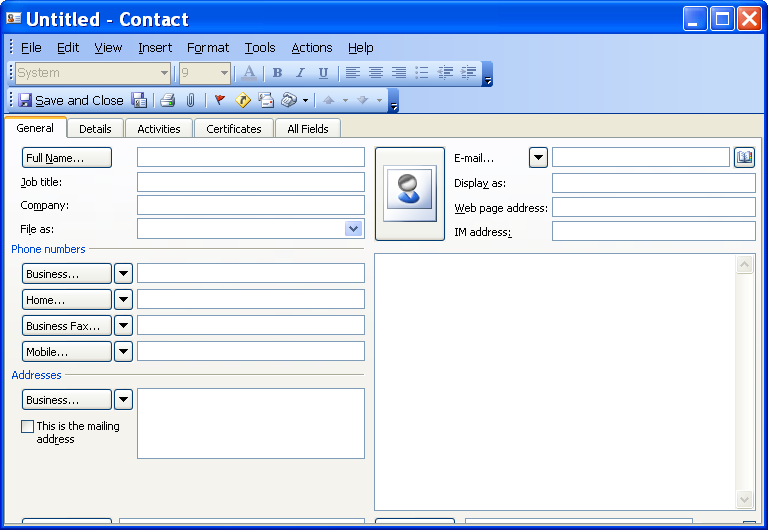 Untitled - Contact
File Edit View Insert Format Tools Actions Help
System 9 A B I U
Save and Close
General Details Activities Certificates All Fields
Full Name...
Job title:
Company:
File as:
E-mail...
Display as:
Web page address:
IM address:
Phone numbers
Business...
Home...
Business Fax...
Mobile...
Addresses
Business...
This is the mailing
address